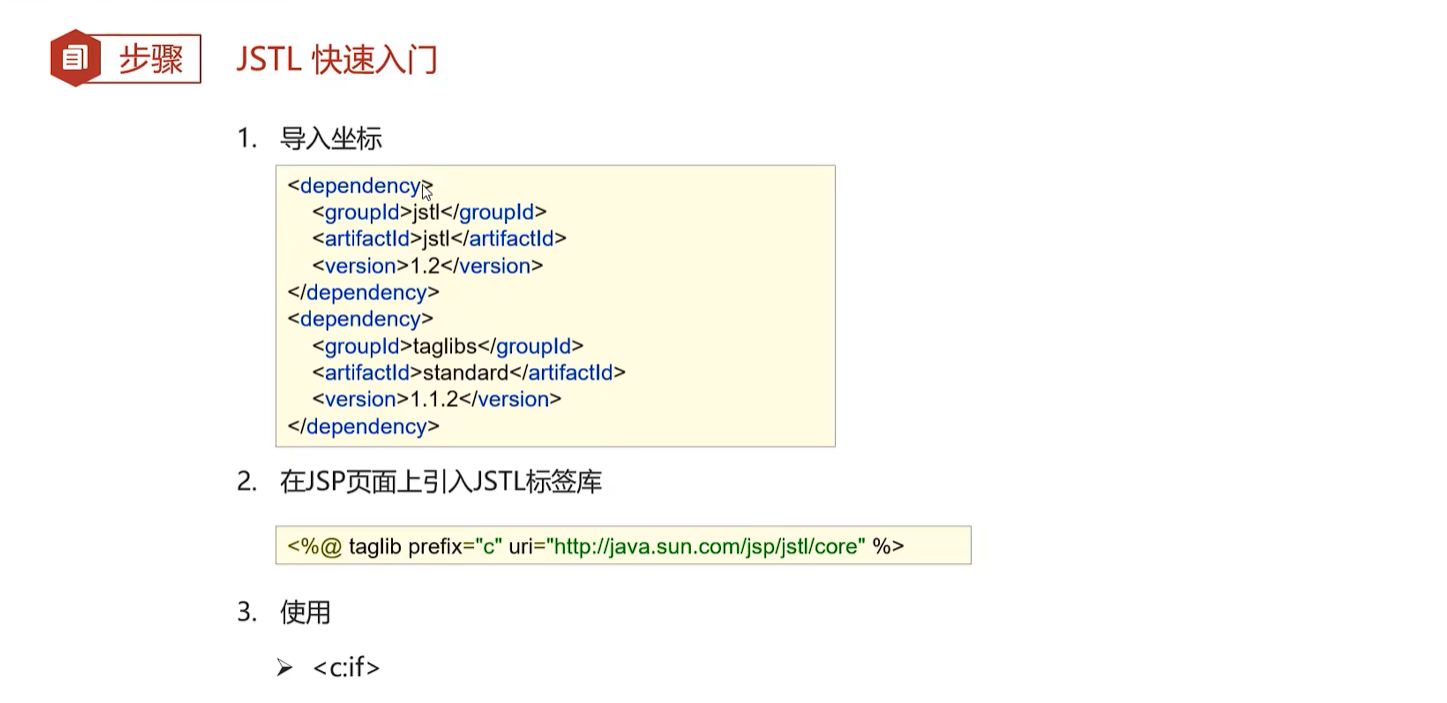 步骤 JSTL 快速入门
1. 导入坐标
<dependency>
<groupId>jstl</groupId>
<artifactId>jstl</artifactId>
<version>1.2</version>
</dependency>
<dependency>
<groupId>taglibs</groupId>
<artifactId>standard</artifactId>
<version>1.1.2</version>
</dependency>
2. 在JSP页面上引入JSTL标签库
<%@ taglib prefix="c" uri="http://java.sun.com/jsp/jstl/core" %>
3. 使用
➢ <c:if>